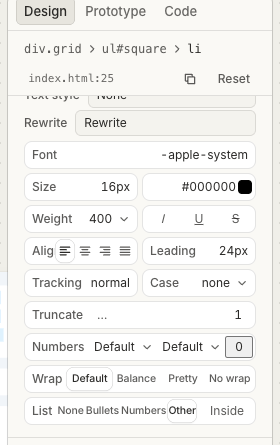 Design Prototype Code
div.grid > ul#square > li
index.html:25 Reset
Text style None
Rewrite Rewrite
Font -apple-system
Size 16px #000000
Weight 400 I U S
Alig Leading 24px
Tracking normal Case none
Truncate ... 1
Numbers Default Default 0
Wrap Default Balance Pretty No wrap
List None Bullets Numbers Other Inside